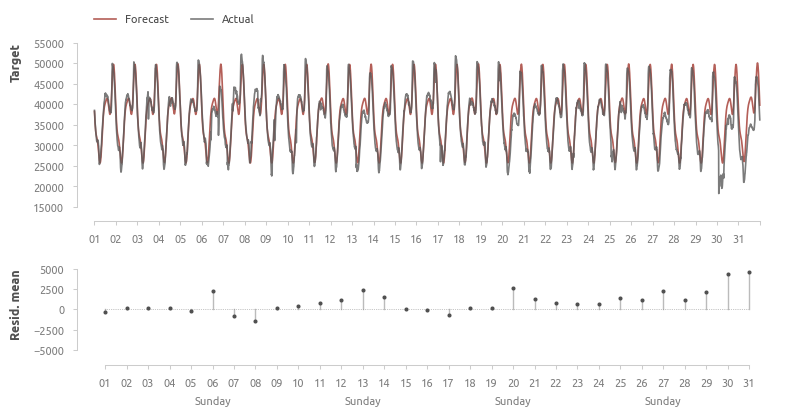 Forecast Actual
Target
55000
50000
45000
40000
35000
30000
25000
20000
15000
01 02 03 04 05 06 07 08 09 10 11 12 13 14 15 16 17 18 19 20 21 22 23 24 25 26 27 28 29 30 31
Resid. mean
5000
2500
0
−2500
−5000
01 02 03 04 05 06 07 08 09 10 11 12 13 14 15 16 17 18 19 20 21 22 23 24 25 26 27 28 29 30 31
Sunday Sunday Sunday Sunday